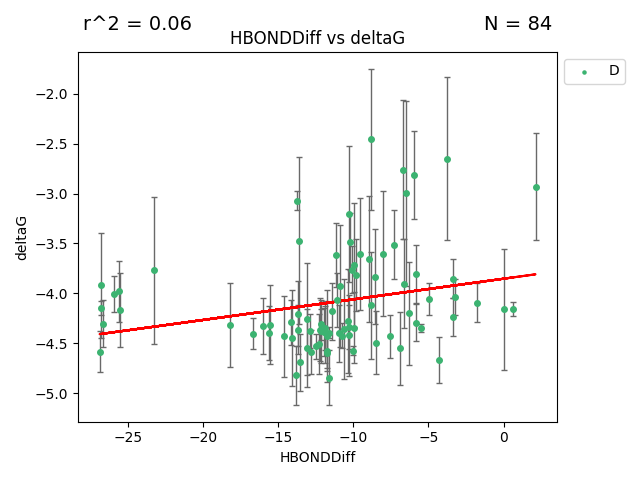 r^2 = 0.06
N = 84
HBONDDiff vs deltaG
D
−2.0
−2.5
−3.0
−3.5
−4.0
−4.5
−5.0
deltaG
−25
−20
−15
−10
−5
0
HBONDDiff